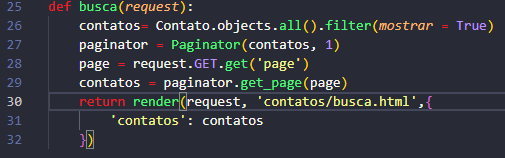 25 def busca(request):
26 contatos= Contato.objects.all().filter(mostrar = True)
27 paginator = Paginator(contatos, 1)
28 page = request.GET.get('page')
29 contatos = paginator.get_page(page)
30 return render(request, 'contatos/busca.html',{
31 'contatos': contatos
32 })